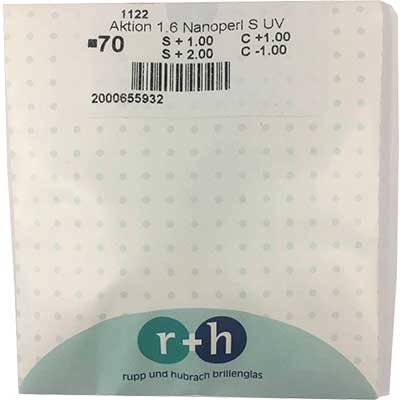 1122
Aktion 1.6 Nanoperl S UV
70 S + 1.00 C +1.00
S + 2.00 C -1.00
2000655932
r+h
rupp und hubrach brillenglas